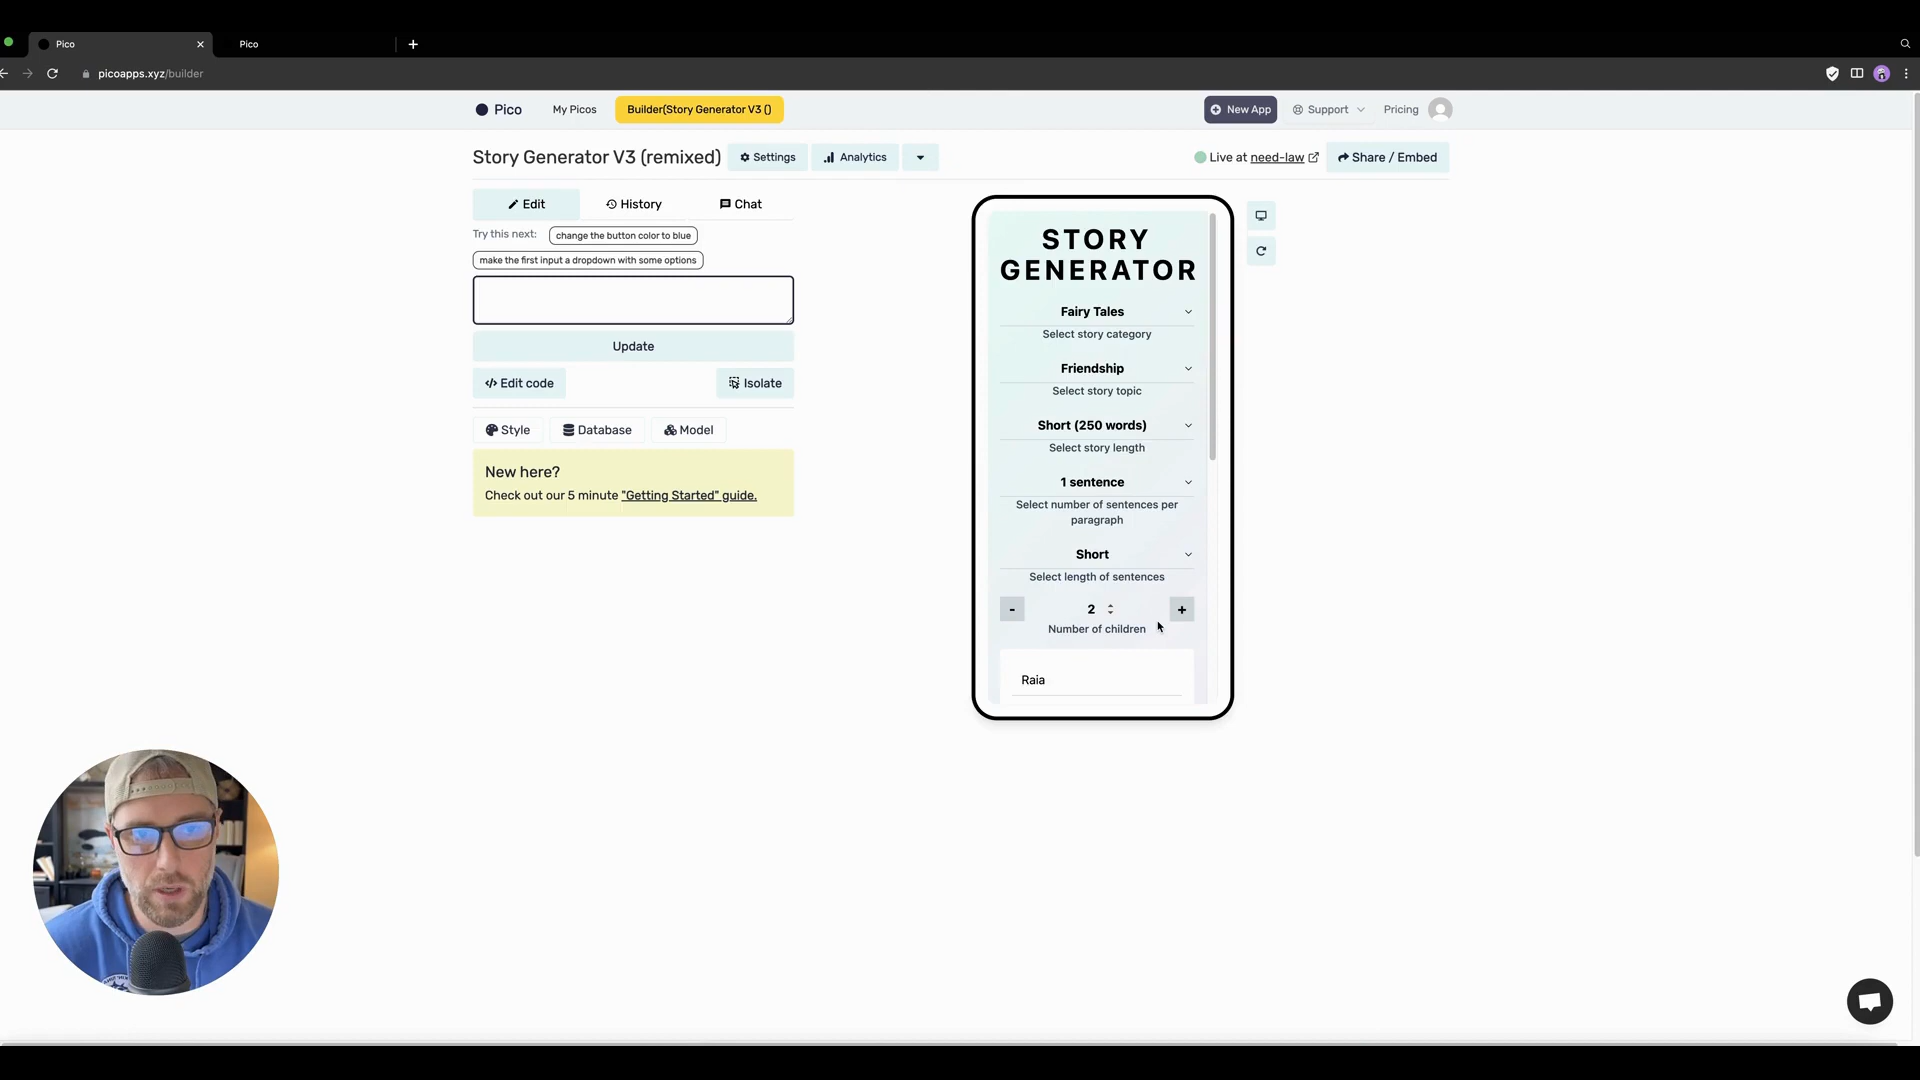 Pico
Pico
picoapps.xyz/builder
Pico
My Picos
Builder(Story Generator V3 ()
New App
Support
Pricing
Story Generator V3 (remixed)
Settings
Analytics
Live at need-law
Share / Embed
Edit
History
Chat
Try this next:
change the button color to blue
make the first input a dropdown with some options
Update
Edit code
Isolate
Style
Database
Model
New here?
Check out our 5 minute "Getting Started" guide.
STORY
GENERATOR
Fairy Tales
Select story category
Friendship
Select story topic
Short (250 words)
Select story length
1 sentence
Select number of sentences per
paragraph
Short
Select length of sentences
- 2 +
Number of children
Raia